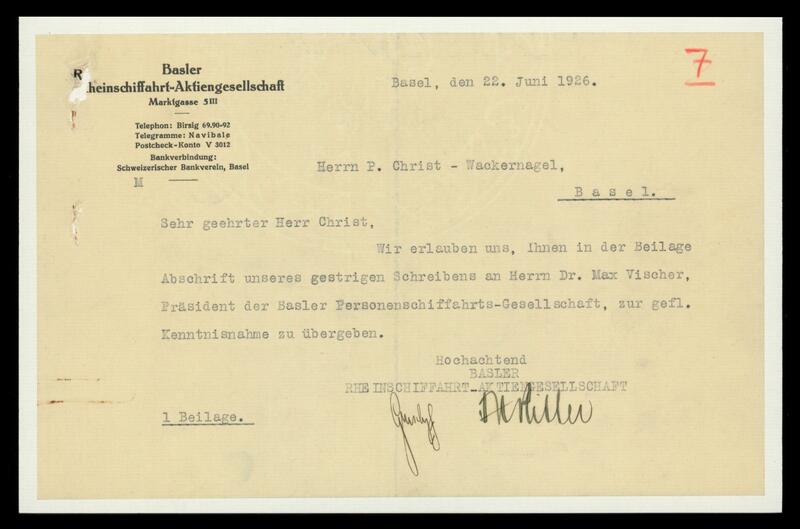 Basler
Rheinschiffahrt-Aktiengesellschaft
Marktgasse 5 III
Telephon: Birsig 69.90-92
Telegramme: Navibale
Postcheck-Konto V 3012
Bankverbindung:
Schweizerischer Bankverein, Basel
M
Basel, den 22. Juni 1926.
7
Herrn P. Christ - Wackernagel,
B a s e l.
Sehr geehrter Herr Christ,
Wir erlauben uns, Ihnen in der Beilage
Abschrift unseres gestrigen Schreibens an Herrn Dr. Max Vischer,
Präsident der Basler Personenschiffahrts-Gesellschaft, zur gefl.
Kenntnisnahme zu übergeben.
Hochachtend
BASLER
RHEINSCHIFFAHRT-AKTIENGESELLSCHAFT
1 Beilage.